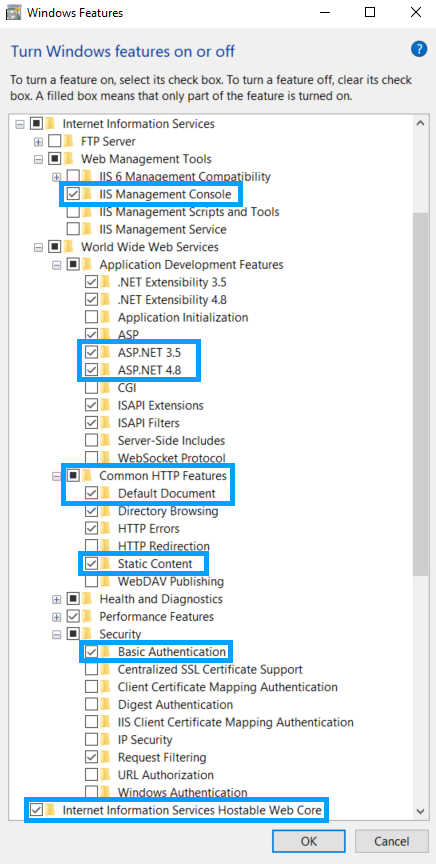 Windows Features
Turn Windows features on or off
To turn a feature on, select its check box. To turn a feature off, clear its check
box. A filled box means that only part of the feature is turned on.
Internet Information Services
FTP Server
Web Management Tools
IIS 6 Management Compatibility
IIS Management Console
IIS Management Scripts and Tools
IIS Management Service
World Wide Web Services
Application Development Features
.NET Extensibility 3.5
.NET Extensibility 4.8
Application Initialization
ASP
ASP.NET 3.5
ASP.NET 4.8
CGI
ISAPI Extensions
ISAPI Filters
Server-Side Includes
WebSocket Protocol
Common HTTP Features
Default Document
Directory Browsing
HTTP Errors
HTTP Redirection
Static Content
WebDAV Publishing
Health and Diagnostics
Performance Features
Security
Basic Authentication
Centralized SSL Certificate Support
Client Certificate Mapping Authentication
Digest Authentication
IIS Client Certificate Mapping Authentication
IP Security
Request Filtering
URL Authorization
Windows Authentication
Internet Information Services Hostable Web Core
OK
Cancel